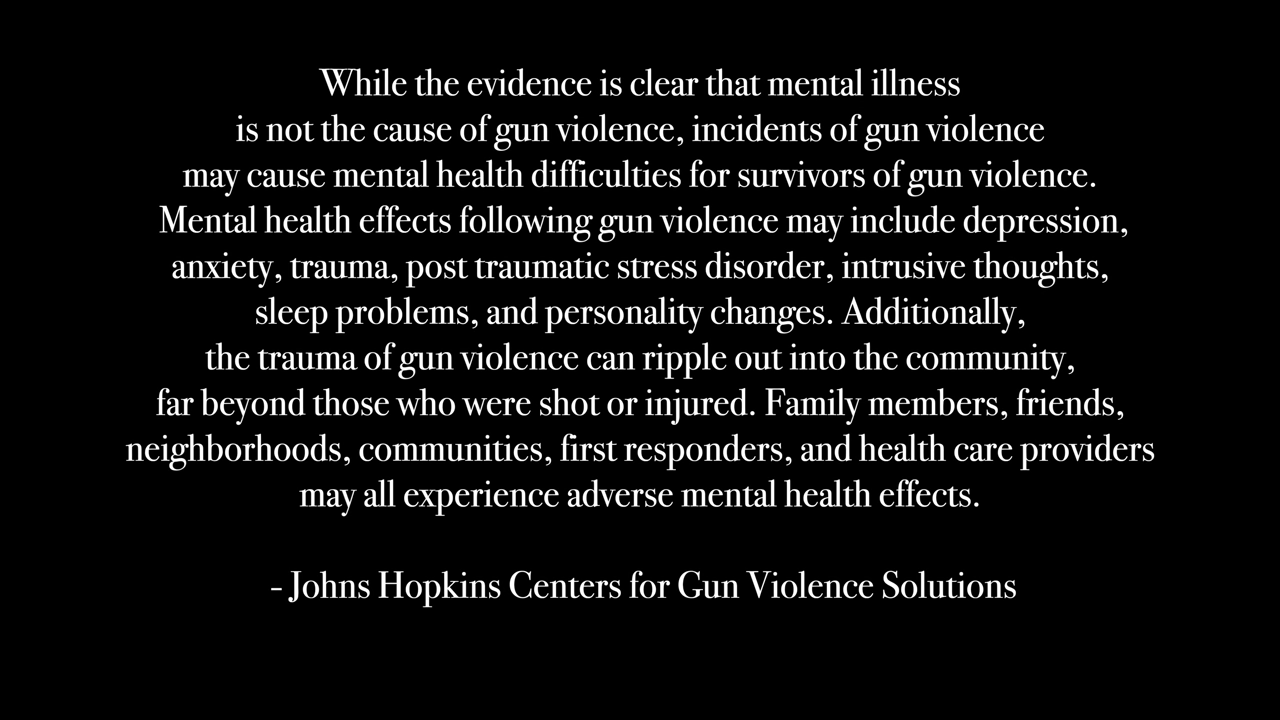 While the evidence is clear that mental illness
is not the cause of gun violence, incidents of gun violence
may cause mental health difficulties for survivors of gun violence.
Mental health effects following gun violence may include depression,
anxiety, trauma, post traumatic stress disorder, intrusive thoughts,
sleep problems, and personality changes. Additionally,
the trauma of gun violence can ripple out into the community,
far beyond those who were shot or injured. Family members, friends,
neighborhoods, communities, first responders, and health care providers
may all experience adverse mental health effects.
- Johns Hopkins Centers for Gun Violence Solutions